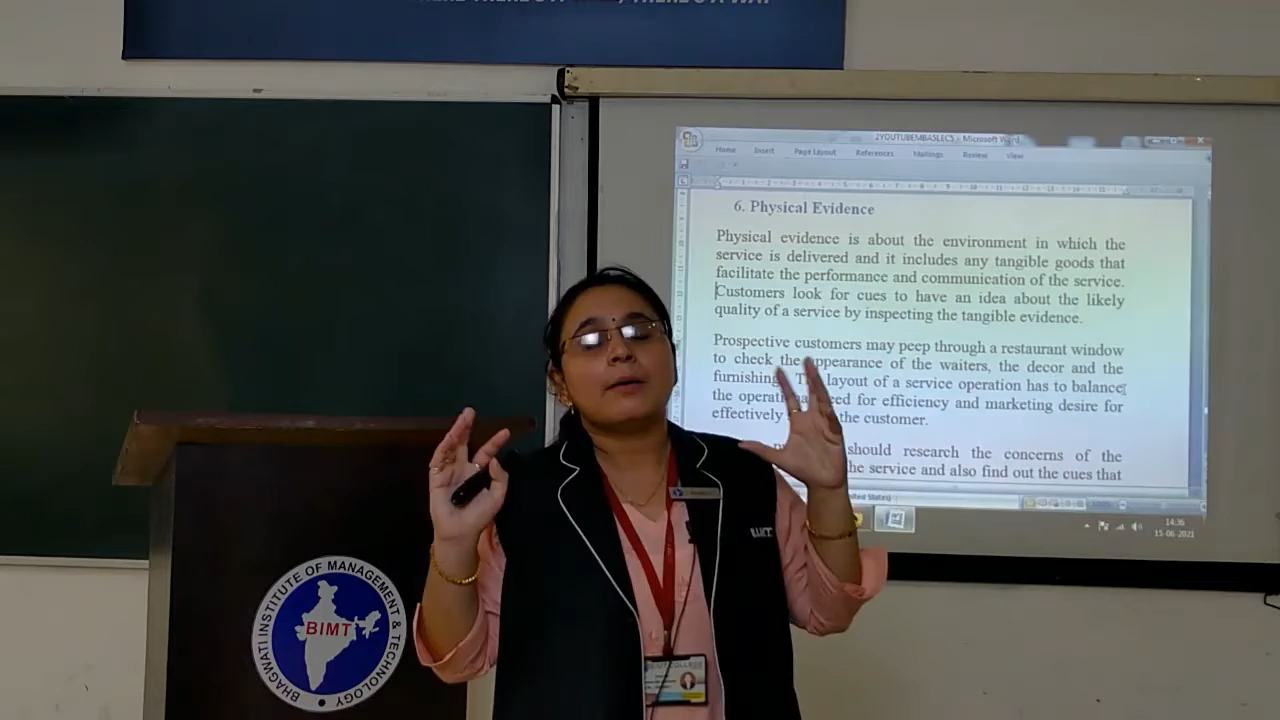 THERE'S A WAY
2YOUTUBEMBASLEC5 - Microsoft Word
Home Insert Page Layout References Mailings Review View
6. Physical Evidence
Physical evidence is about the environment in which the
service is delivered and it includes any tangible goods that
facilitate the performance and communication of the service.
Customers look for cues to have an idea about the likely
quality of a service by inspecting the tangible evidence.
Prospective customers may peep through a restaurant window
to check the appearance of the waiters, the decor and the
furnishing layout of a service operation has to balance
the need for efficiency and marketing desire for
effectively the customer.
should research the concerns of the
the service and also find out the cues that
14:36
15-06-2021
BHAGWATI INSTITUTE OF MANAGEMENT & TECHNOLOGY
BIMT